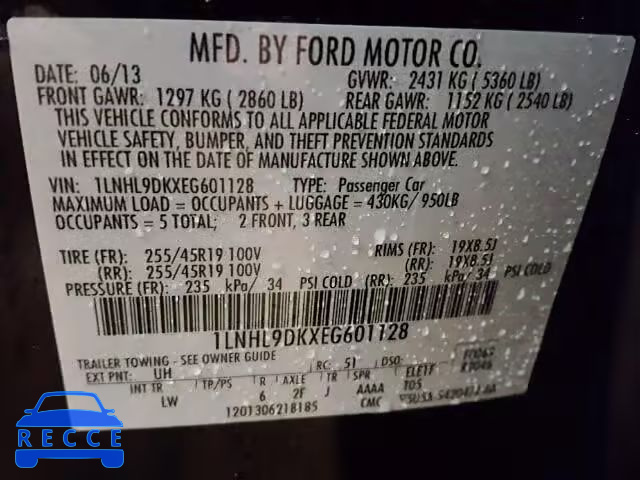 MFD. BY FORD MOTOR CO.
DATE: 06/13 GVWR: 2431 KG ( 5360 LB)
FRONT GAWR: 1297 KG ( 2860 LB) REAR GAWR: 1152 KG ( 2540 LB)
THIS VEHICLE CONFORMS TO ALL APPLICABLE FEDERAL MOTOR
VEHICLE SAFETY, BUMPER, AND THEFT PREVENTION STANDARDS
IN EFFECT ON THE DATE OF MANUFACTURE SHOWN ABOVE.
VIN: 1LNHL9DKXEG601128 TYPE: Passenger Car
MAXIMUM LOAD = OCCUPANTS + LUGGAGE = 430KG/ 950LB
OCCUPANTS = 5 TOTAL; 2 FRONT, 3 REAR
TIRE (FR): 255/45R19 100V RIMS (FR): 19X8.5J
(RR): 255/45R19 100V (RR): 19X8.5J
PRESSURE (FR): 235 kPa/ 34 PSI COLD (RR): 235 kPa/ 34 PSI COLD
1LNHL9DKXEG601128
TRAILER TOWING - SEE OWNER GUIDE
EXT PNT: UH RC: 51 DSO:
INT TR TP/PS R AXLE TR SPR
LW 6 2F J AAAA
1201306218185 CMC
RECCE